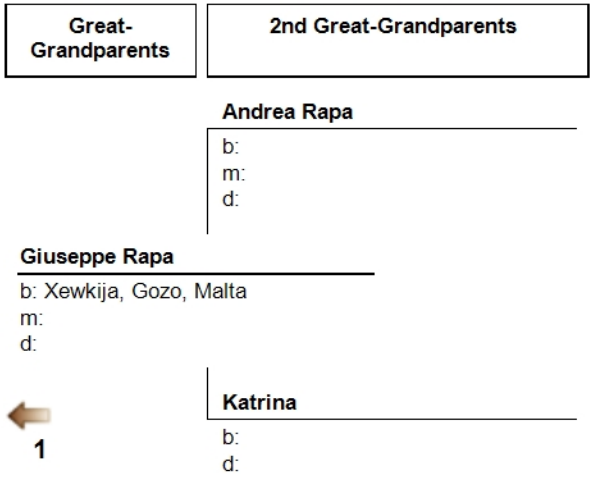 Great-
Grandparents
2nd Great-Grandparents
Andrea Rapa
b:
m:
d:
Giuseppe Rapa
b: Xewkija, Gozo, Malta
m:
d:
Katrina
b:
d:
1